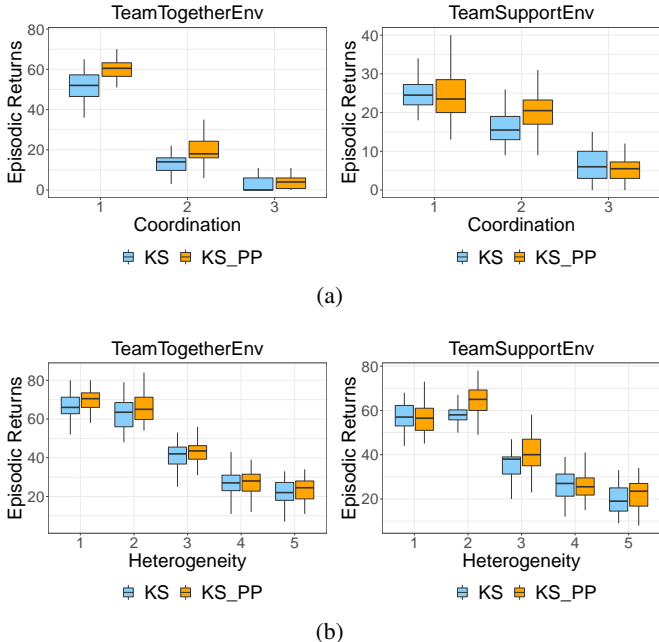 TeamTogetherEnv
TeamSupportEnv
Episodic Returns
80
60
40
20
0
1 2 3
Coordination
KS KS_PP
Episodic Returns
40
30
20
10
0
1 2 3
Coordination
KS KS_PP
(a)
TeamTogetherEnv
TeamSupportEnv
Episodic Returns
80
60
40
20
1 2 3 4 5
Heterogeneity
KS KS_PP
Episodic Returns
80
60
40
20
1 2 3 4 5
Heterogeneity
KS KS_PP
(b)